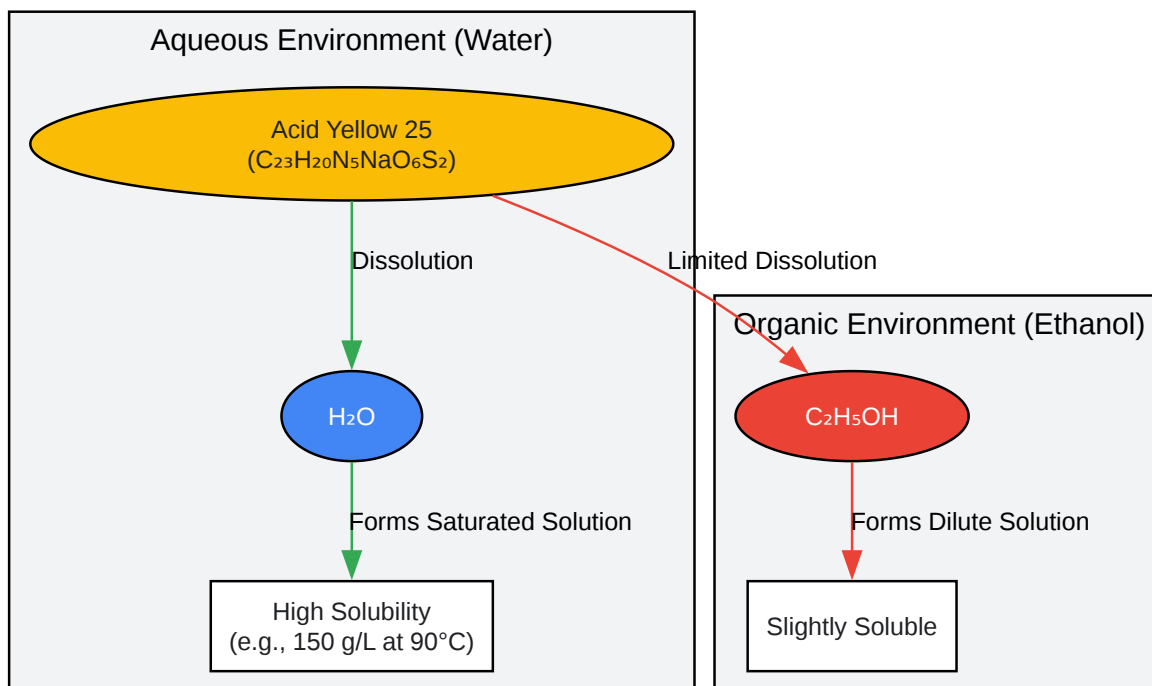 Aqueous Environment (Water)
Acid Yellow 25
(C₂₃H₂₀N₅NaO₆S₂)
Dissolution
Limited Dissolution
Organic Environment (Ethanol)
H₂O
C₂H₅OH
Forms Saturated Solution
Forms Dilute Solution
High Solubility
(e.g., 150 g/L at 90°C)
Slightly Soluble